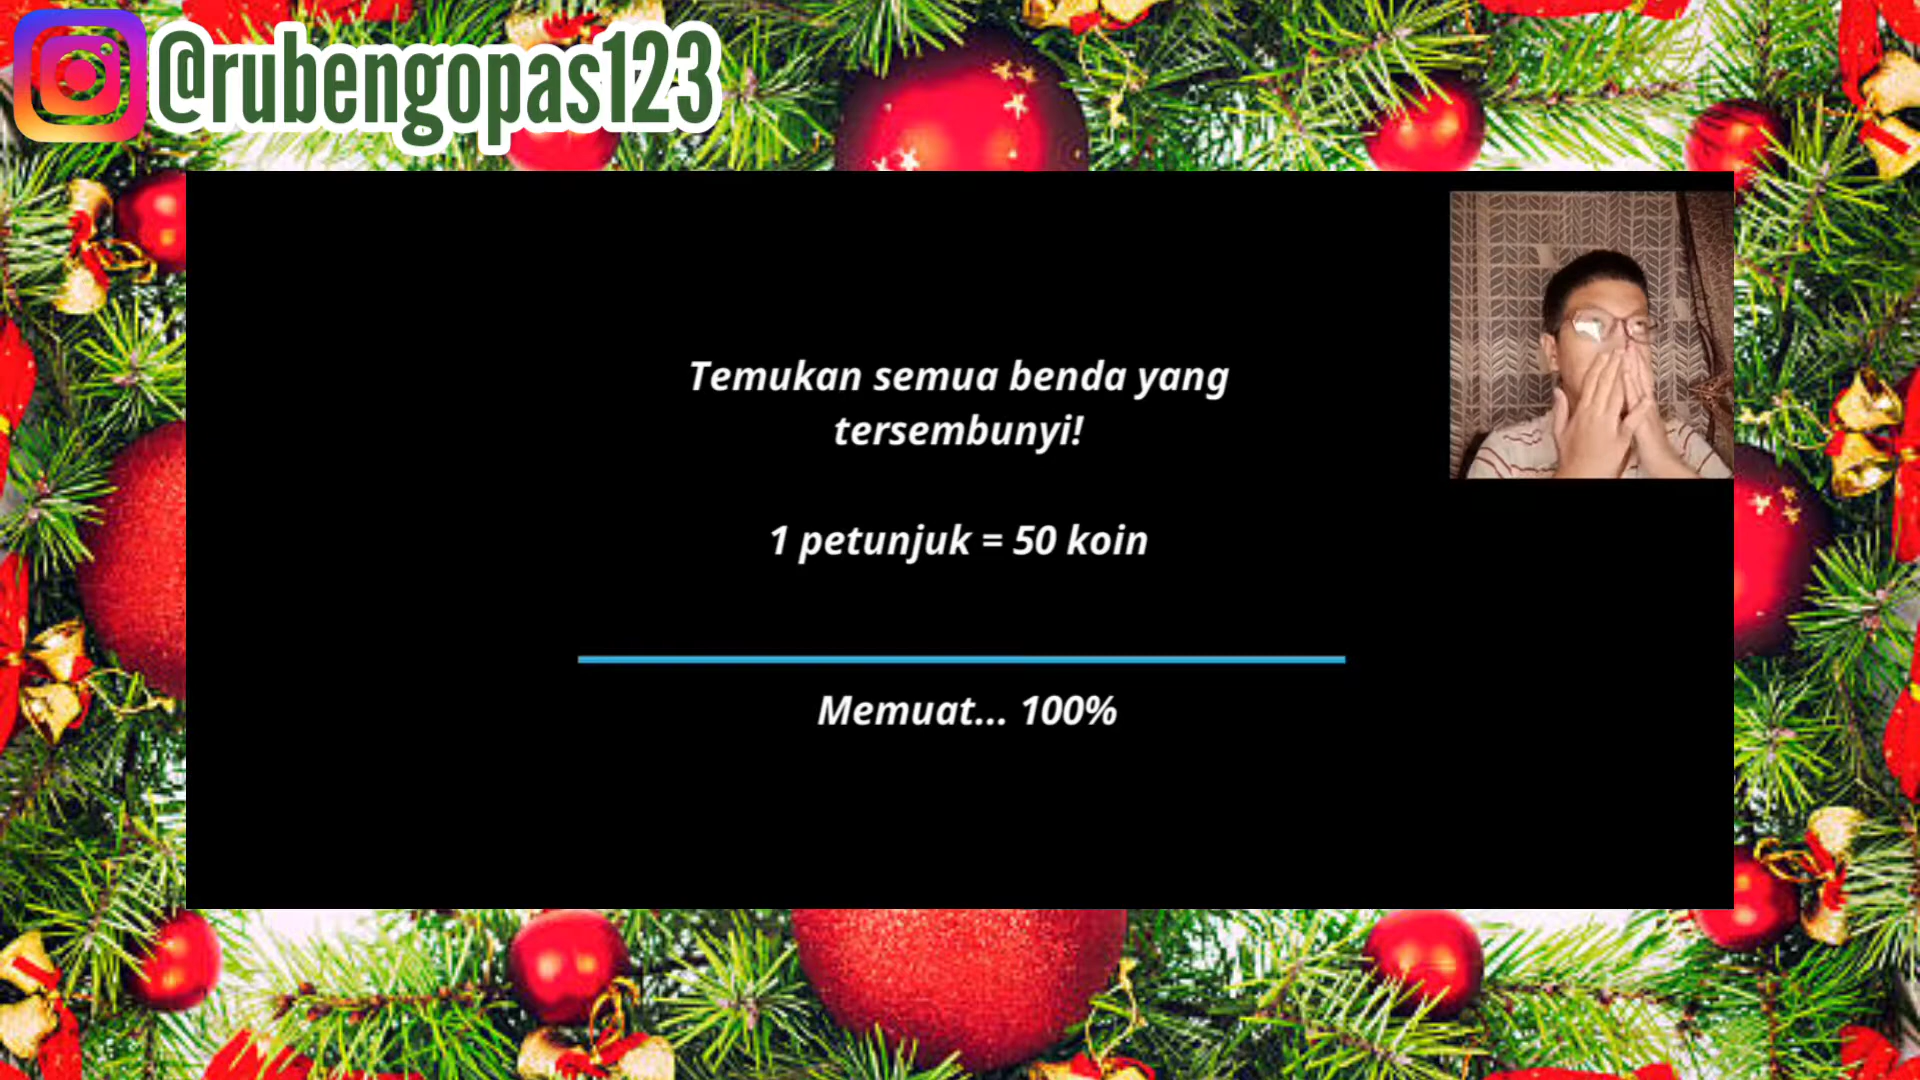 @rubengopas123
Temukan semua benda yang
tersembunyi!
1 petunjuk = 50 koin
Memuat... 100%